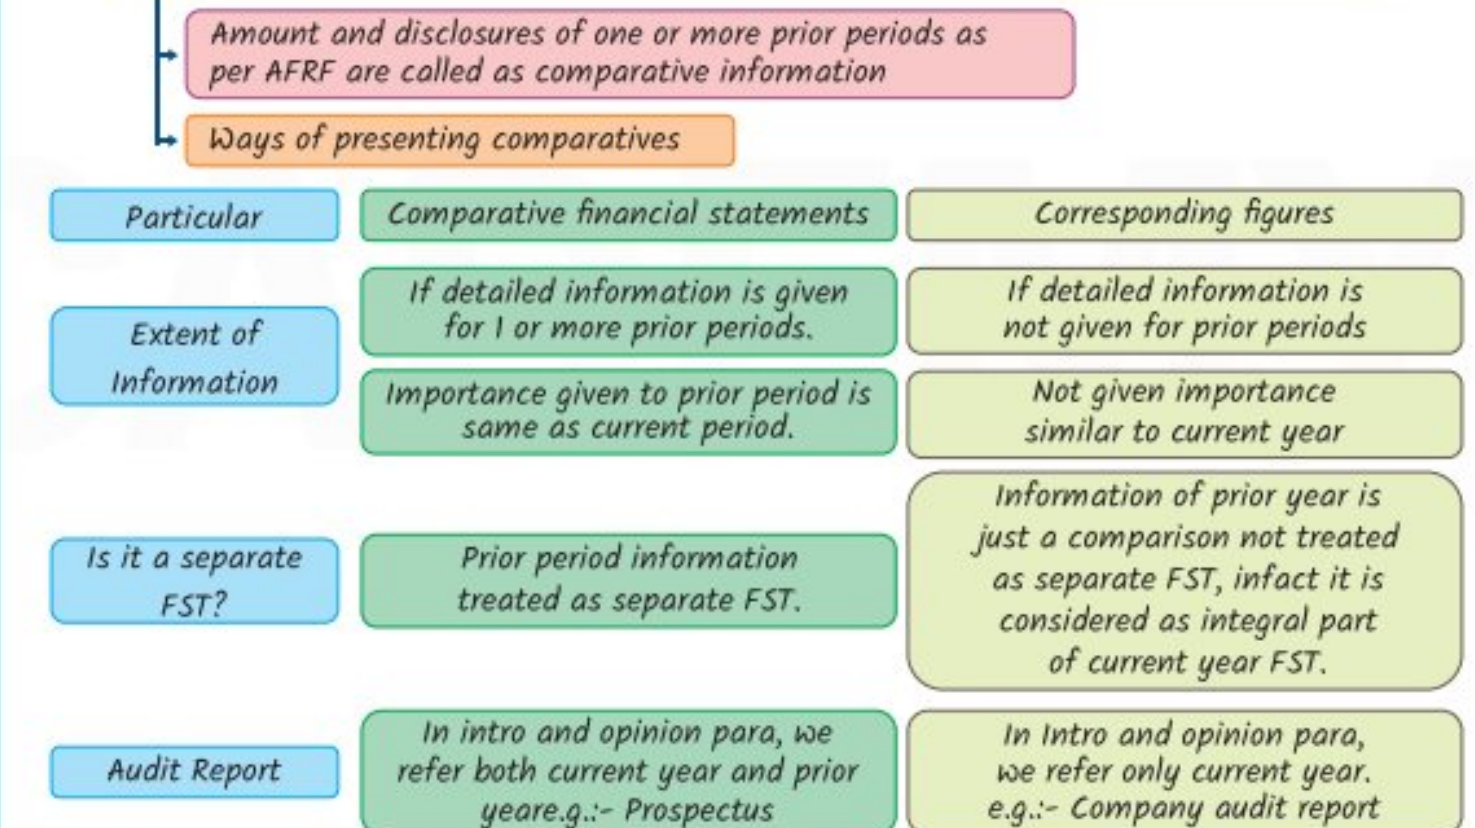 Amount and disclosures of one or more prior periods as
per AFRF are called as comparative information
Ways of presenting comparatives
Particular
Comparative financial statements
Corresponding figures
Extent of
Information
If detailed information is given
for 1 or more prior periods.
If detailed information is
not given for prior periods
Importance given to prior period is
same as current period.
Not given importance
similar to current year
Is it a separate
FST?
Prior period information
treated as separate FST.
Information of prior year is
just a comparison not treated
as separate FST, infact it is
considered as integral part
of current year FST.
Audit Report
In intro and opinion para, we
refer both current year and prior
yeare.g.:- Prospectus
In Intro and opinion para,
we refer only current year.
e.g.:- Company audit report